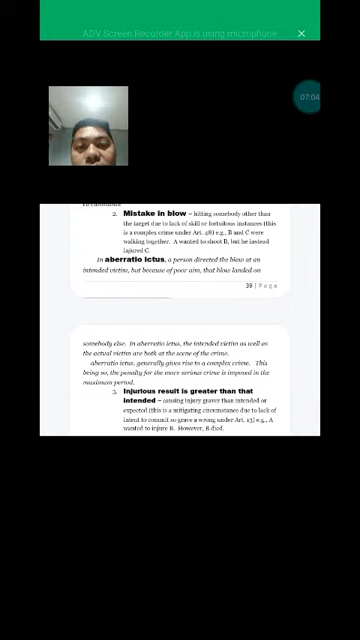 ADV Screen Recorder App is using microphone
07:04
circumstance
2. Mistake in blow – hitting somebody other than
the target due to lack of skill or fortuitous instances (this
is a complex crime under Art. 48) e.g., B and C were
walking together. A wanted to shoot B, but he instead
injured C.
In aberratio ictus, a person directed the blow at an
intended victim, but because of poor aim, that blow landed on
39 | Page
somebody else. In aberratio ictus, the intended victim as well as
the actual victim are both at the scene of the crime.
aberratio ictus, generally gives rise to a complex crime. This
being so, the penalty for the more serious crime is imposed in the
maximum period.
3. Injurious result is greater than that
intended – causing injury graver than intended or
expected (this is a mitigating circumstance due to lack of
intent to commit so grave a wrong under Art. 13) e.g., A
wanted to injure B. However, B died.